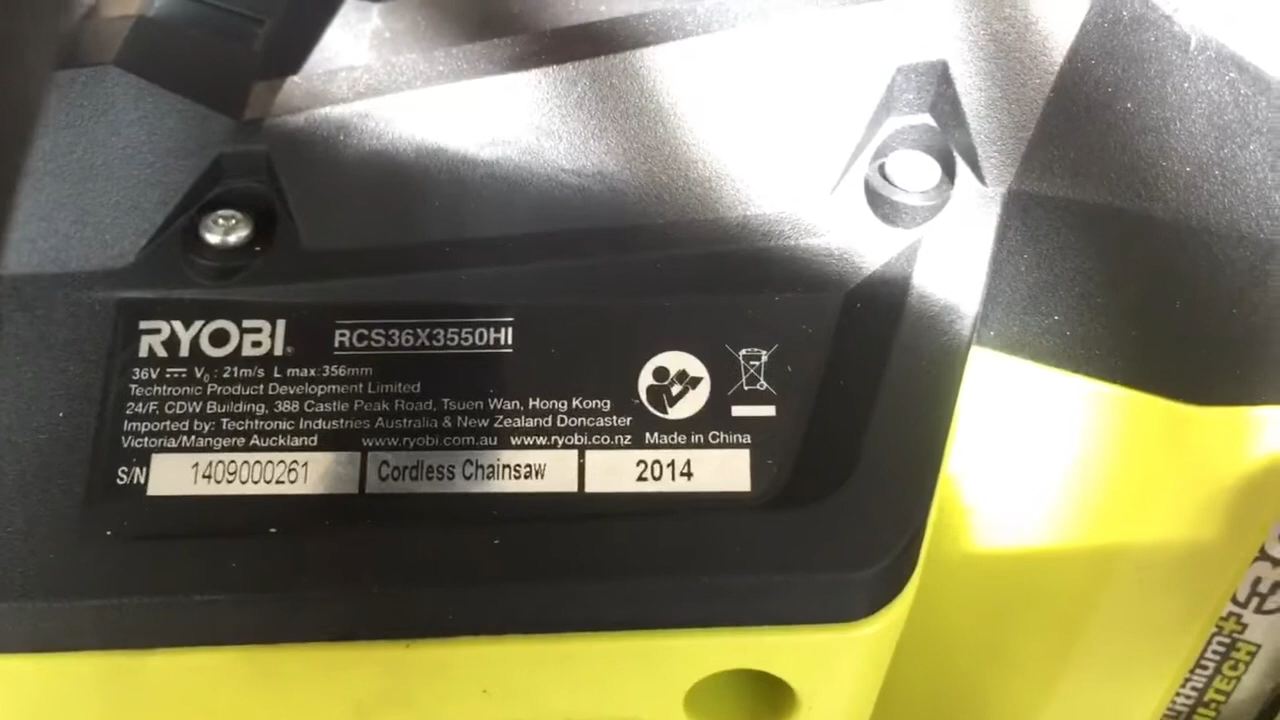 RYOBI RCS36X3550HI
36V V₀ : 21m/s L max:356mm
Techtronic Product Development Limited
24/F, CDW Building, 388 Castle Peak Road, Tsuen Wan, Hong Kong
Imported by: Techtronic Industries Australia & New Zealand Doncaster
Victoria/Mangere Auckland www.ryobi.com.au www.ryobi.co.nz Made in China
S/N 1409000261 Cordless Chainsaw 2014